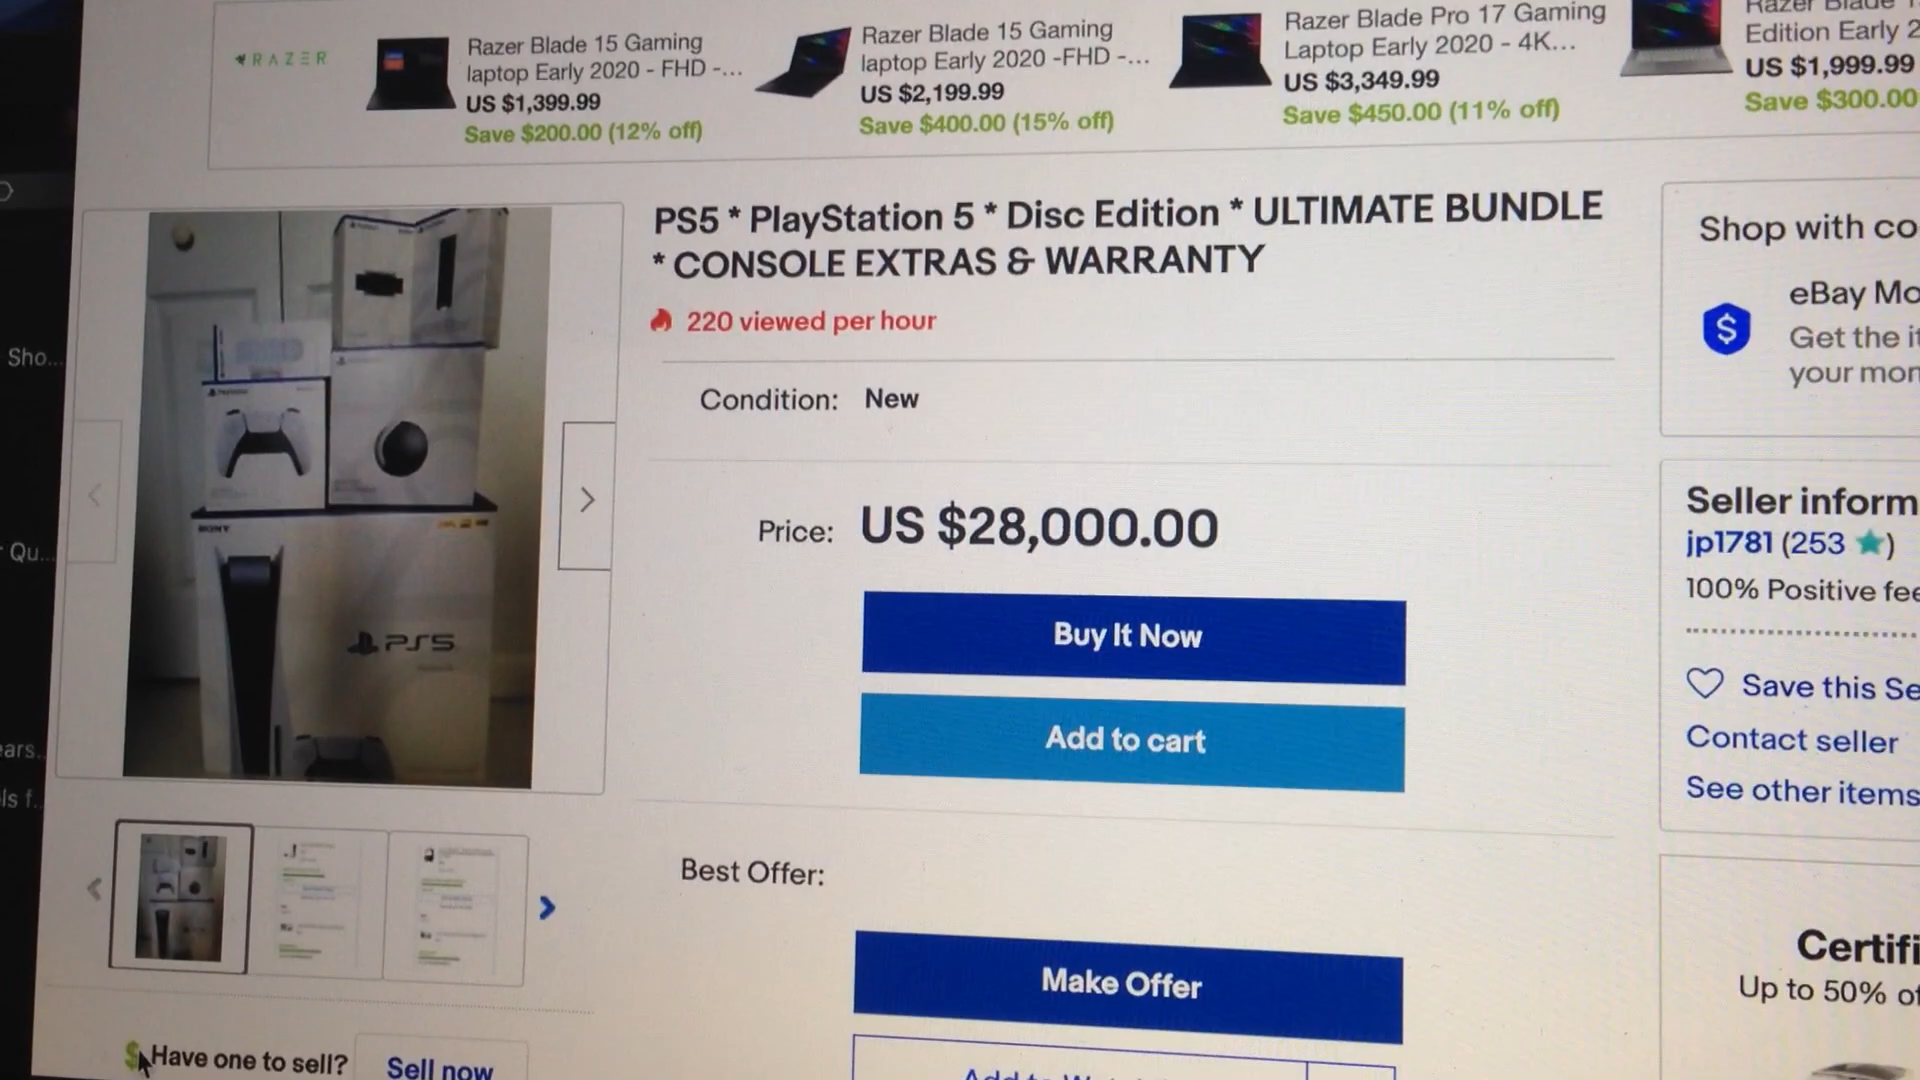 RAZER
Razer Blade 15 Gaming
laptop Early 2020 - FHD -...
US $1,399.99
Save $200.00 (12% off)
Razer Blade 15 Gaming
laptop Early 2020 -FHD -...
US $2,199.99
Save $400.00 (15% off)
Razer Blade Pro 17 Gaming
Laptop Early 2020 - 4K...
US $3,349.99
Save $450.00 (11% off)
Razer Blade
Edition Early 2
US $1,999.99
Save $300.00
PS5 * PlayStation 5 * Disc Edition * ULTIMATE BUNDLE
* CONSOLE EXTRAS & WARRANTY
220 viewed per hour
Condition: New
Price: US $28,000.00
Buy It Now
Add to cart
Best Offer:
Make Offer
SONY
PS5
Have one to sell? Sell now
Sho...
Qu...
ears...
ls f...
Shop with co
eBay Mo
Get the it
your mon
Seller inform
jp1781 (253 ★)
100% Positive fee
Save this Se
Contact seller
See other items
Certifi
Up to 50% of